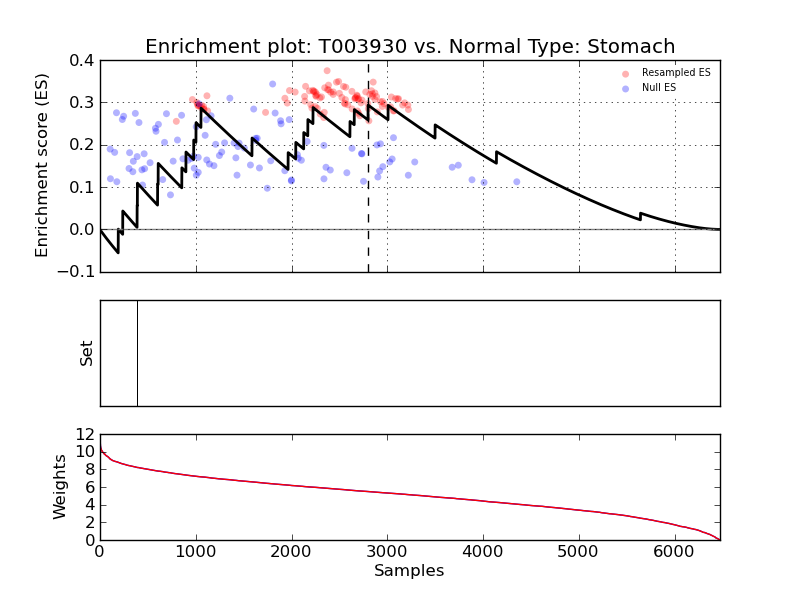 Enrichment plot: T003930 vs. Normal Type: Stomach
Enrichment score (ES)
0.4
0.3
0.2
0.1
0.0
−0.1
Resampled ES
Null ES
Set
Weights
12
10
8
6
4
2
0
0 1000 2000 3000 4000 5000 6000
Samples